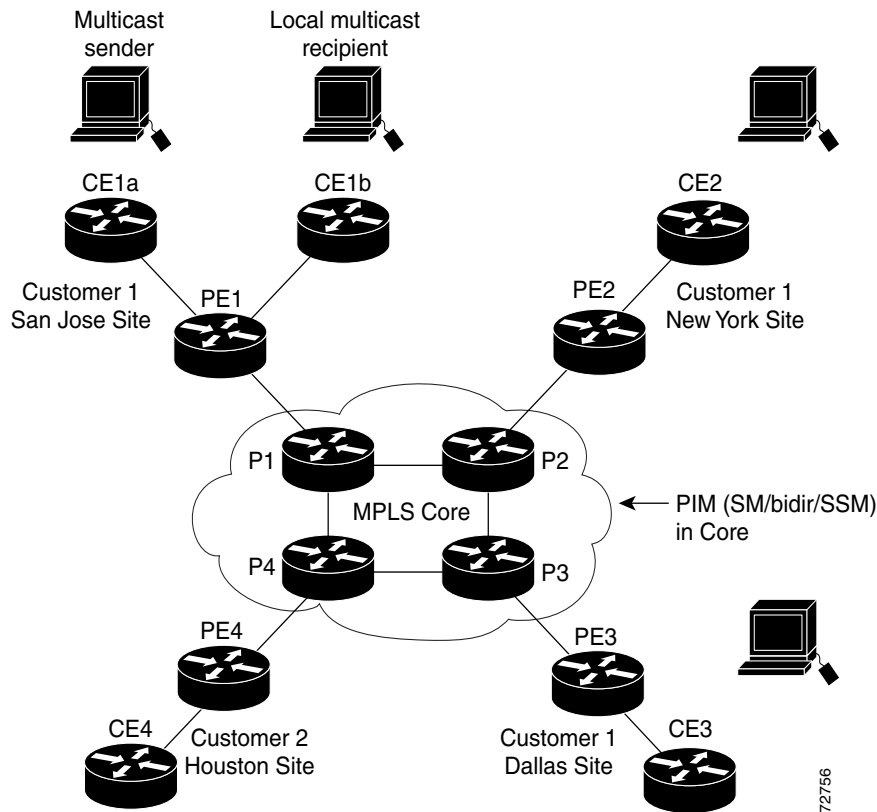 Multicast
sender
Local multicast
recipient
CE1a
CE1b
CE2
Customer 1
San Jose Site
PE1
PE2
Customer 1
New York Site
P1
P2
MPLS Core
PIM (SM/bidir/SSM)
in Core
P4
P3
PE4
PE3
CE4
Customer 2
Houston Site
Customer 1
Dallas Site
CE3
72756